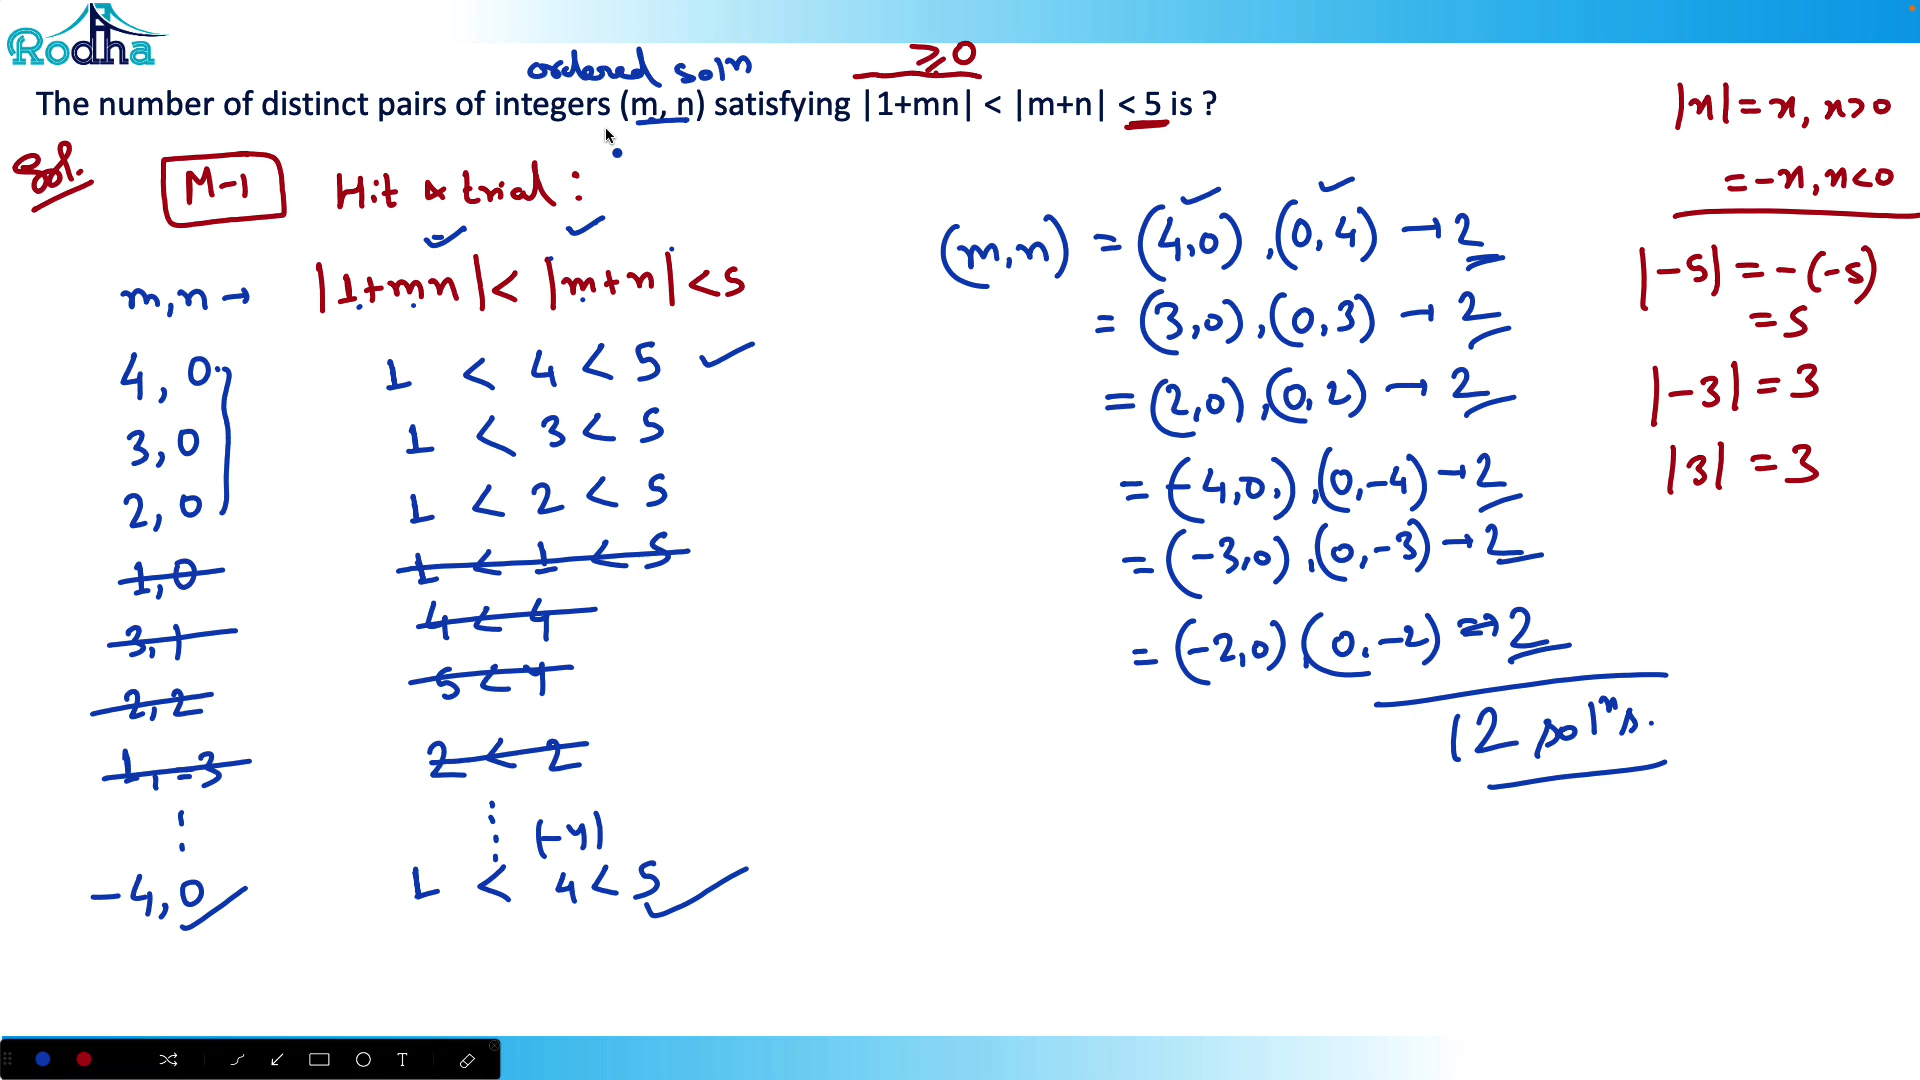 Rodha
ordered solⁿ
≥0
The number of distinct pairs of integers (m, n) satisfying |1+mn| < |m+n| < 5 is ?
Sol.
M-1
Hit & trial :
m,n →
|1+mn| < |m+n| < 5
4, 0
1 < 4 < 5
3, 0
1 < 3 < 5
2, 0
1 < 2 < 5
1, 0
1 < 1 < 5
3, 1
4 < 4
2, 2
5 < 4
1, -3
2 < 2
|-4|
-4, 0
1 < 4 < 5
(m,n) = (4,0), (0,4) → 2
= (3,0), (0,3) → 2
= (2,0), (0,2) → 2
= (-4,0), (0,-4) → 2
= (-3,0), (0,-3) → 2
= (-2,0) (0,-2) → 2
12 solⁿs.
|x| = x, x>0
= -x, x<0
|-5| = -(-5)
= 5
|-3| = 3
|3| = 3
T